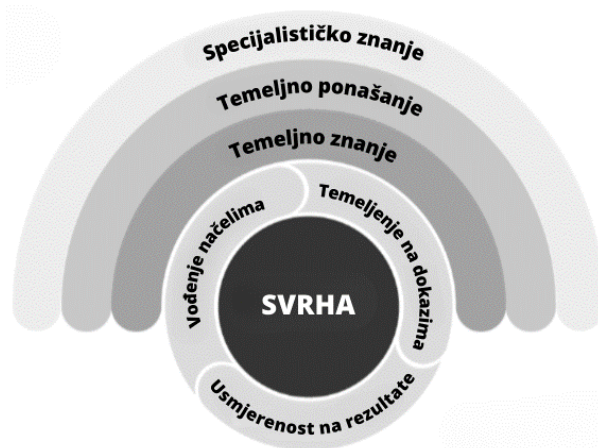 Specijalističko znanje
Temeljno ponašanje
Temeljno znanje
Vođenje načelima
Temeljenje na dokazima
SVRHA
Usmjerenost na rezultate